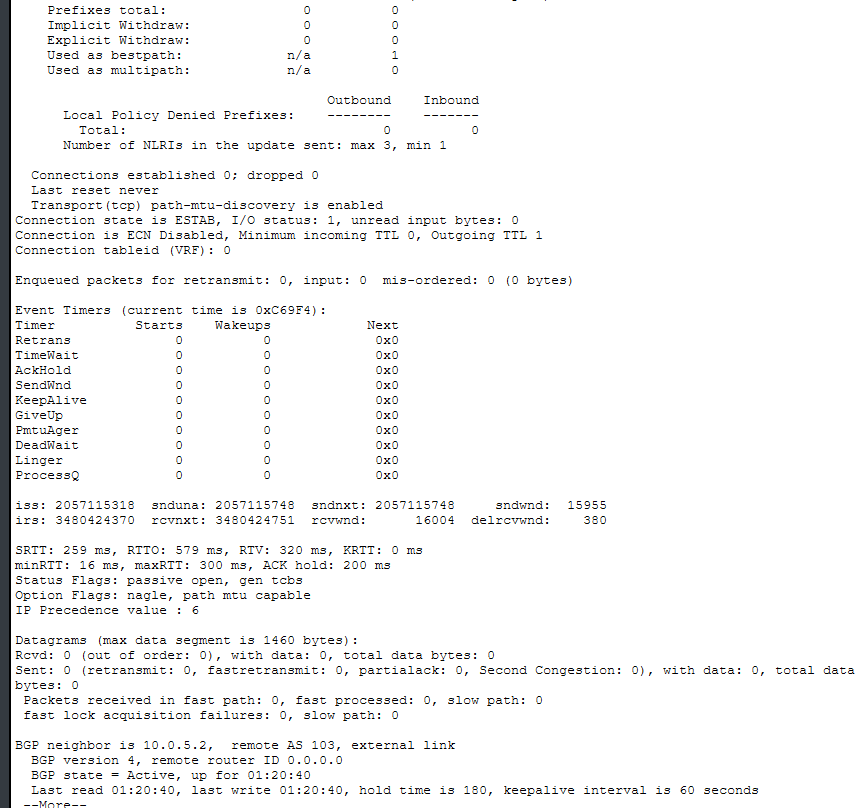 Prefixes total: 0 0
Implicit Withdraw: 0 0
Explicit Withdraw: 0 0
Used as bestpath: n/a 1
Used as multipath: n/a 0
Outbound Inbound
Local Policy Denied Prefixes: -------- -------
Total: 0 0
Number of NLRIs in the update sent: max 3, min 1
Connections established 0; dropped 0
Last reset never
Transport(tcp) path-mtu-discovery is enabled
Connection state is ESTAB, I/O status: 1, unread input bytes: 0
Connection is ECN Disabled, Minimum incoming TTL 0, Outgoing TTL 1
Connection tableid (VRF): 0
Enqueued packets for retransmit: 0, input: 0 mis-ordered: 0 (0 bytes)
Event Timers (current time is 0xC69F4):
Timer Starts Wakeups Next
Retrans 0 0 0x0
TimeWait 0 0 0x0
AckHold 0 0 0x0
SendWnd 0 0 0x0
KeepAlive 0 0 0x0
GiveUp 0 0 0x0
PmtuAger 0 0 0x0
DeadWait 0 0 0x0
Linger 0 0 0x0
ProcessQ 0 0 0x0
iss: 2057115318 snduna: 2057115748 sndnxt: 2057115748 sndwnd: 15955
irs: 3480424370 rcvnxt: 3480424751 rcvwnd: 16004 delrcvwnd: 380
SRTT: 259 ms, RTTO: 579 ms, RTV: 320 ms, KRTT: 0 ms
minRTT: 16 ms, maxRTT: 300 ms, ACK hold: 200 ms
Status Flags: passive open, gen tcbs
Option Flags: nagle, path mtu capable
IP Precedence value : 6
Datagrams (max data segment is 1460 bytes):
Rcvd: 0 (out of order: 0), with data: 0, total data bytes: 0
Sent: 0 (retransmit: 0, fastretransmit: 0, partialack: 0, Second Congestion: 0), with data: 0, total data
bytes: 0
Packets received in fast path: 0, fast processed: 0, slow path: 0
fast lock acquisition failures: 0, slow path: 0
BGP neighbor is 10.0.5.2, remote AS 103, external link
BGP version 4, remote router ID 0.0.0.0
BGP state = Active, up for 01:20:40
Last read 01:20:40, last write 01:20:40, hold time is 180, keepalive interval is 60 seconds
--More--